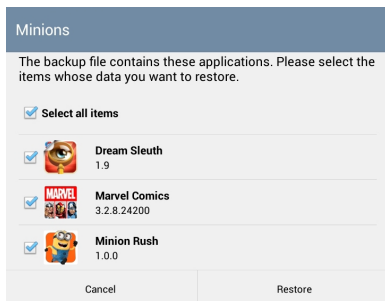 Minions
The backup file contains these applications. Please select the
items whose data you want to restore.
Select all items
Dream Sleuth
1.9
MARVEL
Marvel Comics
3.2.8.24200
Minion Rush
1.0.0
Cancel
Restore